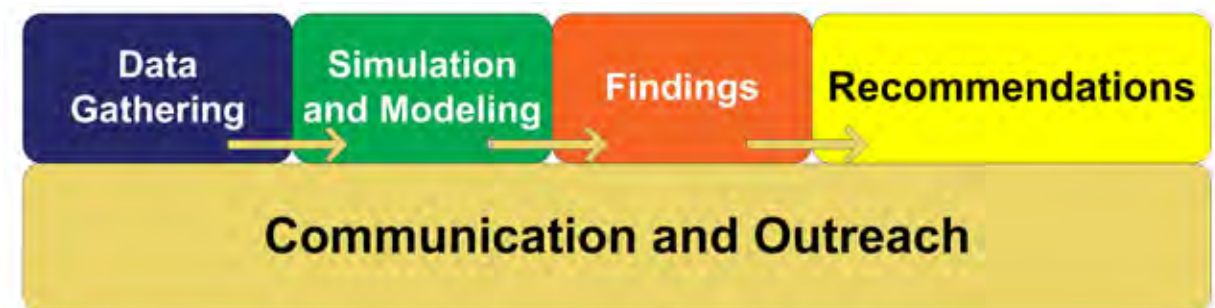 Data
Gathering
Simulation
and Modeling
Findings
Recommendations
Communication and Outreach